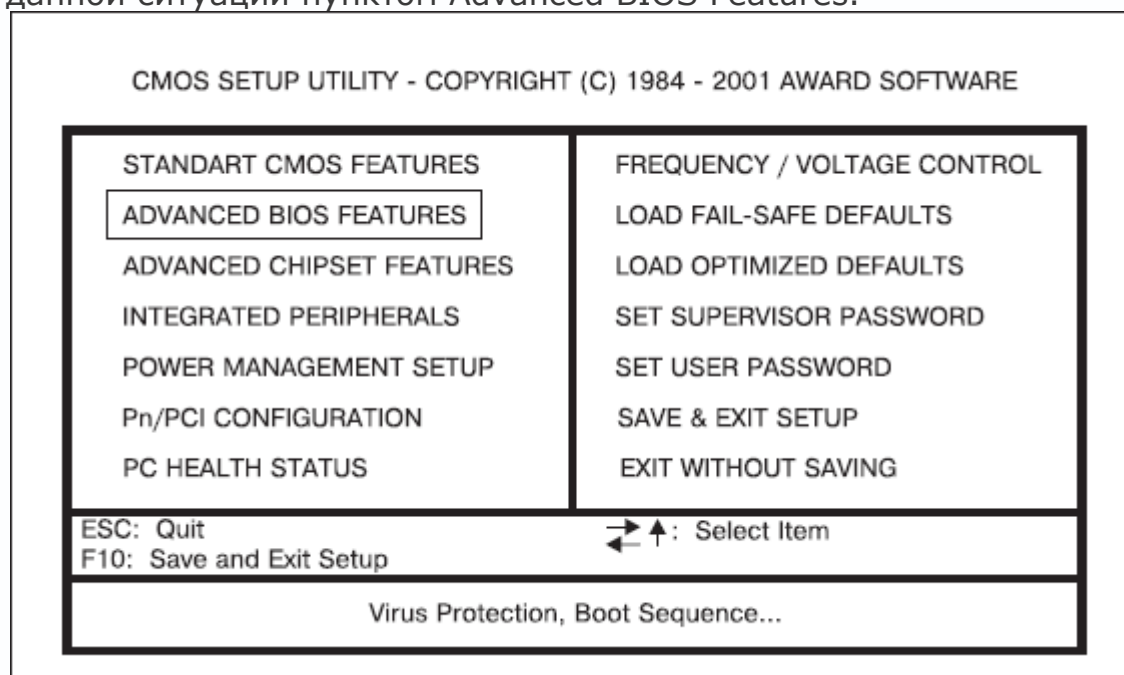 данной ситуации пунктом Advanced BIOS Features.
CMOS SETUP UTILITY - COPYRIGHT (C) 1984 - 2001 AWARD SOFTWARE
STANDART CMOS FEATURES
ADVANCED BIOS FEATURES
ADVANCED CHIPSET FEATURES
INTEGRATED PERIPHERALS
POWER MANAGEMENT SETUP
Pn/PCI CONFIGURATION
PC HEALTH STATUS
FREQUENCY / VOLTAGE CONTROL
LOAD FAIL-SAFE DEFAULTS
LOAD OPTIMIZED DEFAULTS
SET SUPERVISOR PASSWORD
SET USER PASSWORD
SAVE & EXIT SETUP
EXIT WITHOUT SAVING
ESC: Quit
F10: Save and Exit Setup
: Select Item
Virus Protection, Boot Sequence...